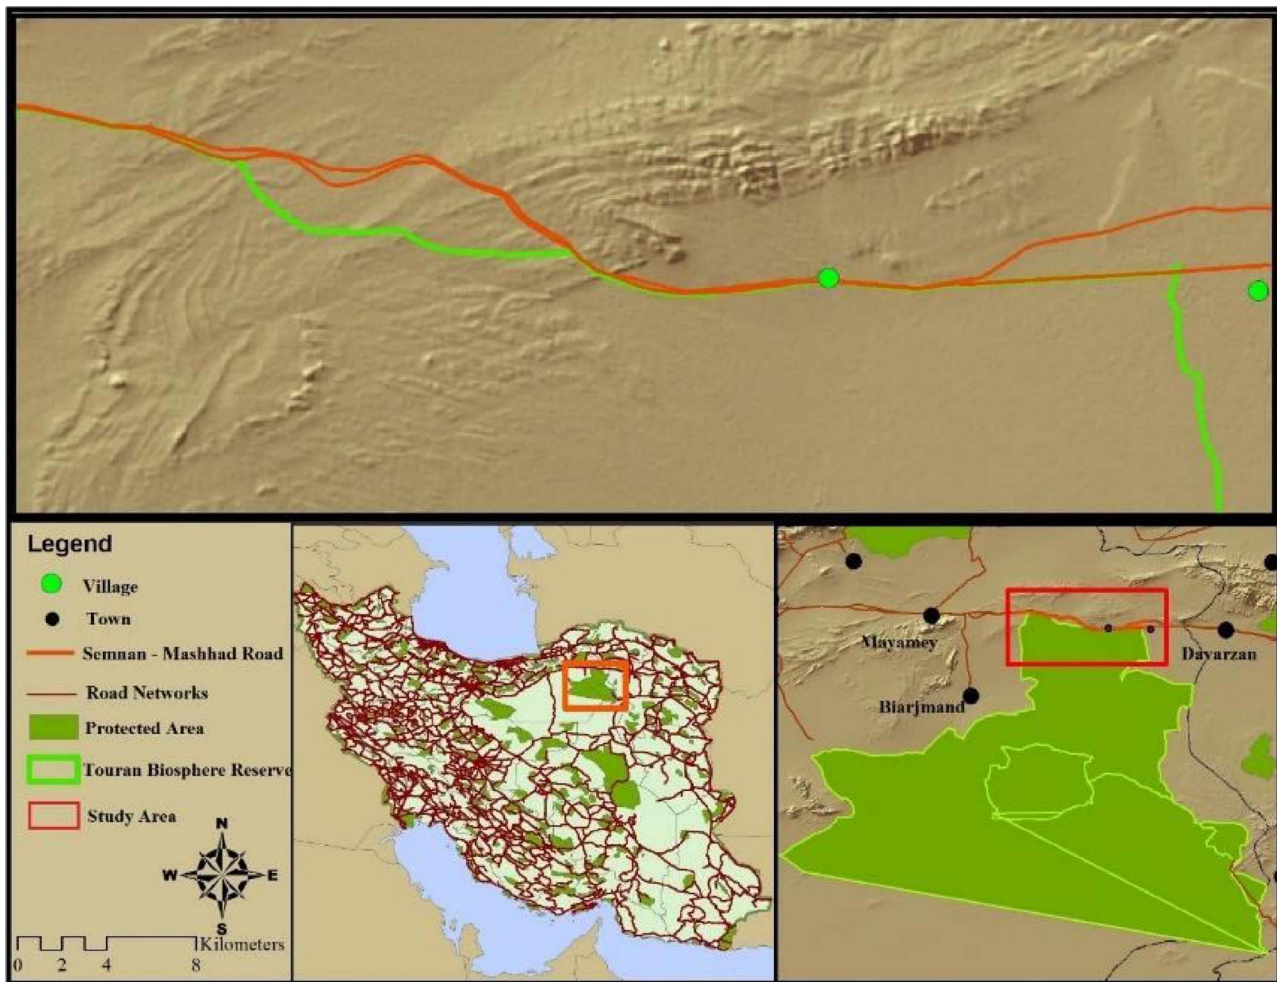 Legend
Village
Town
Semnan - Mashhad Road
Road Networks
Protected Area
Touran Biosphere Reserve
Study Area
N
W E
S
Kilometers
0 2 4 8
Mayamey
Davarzan
Biarjmand